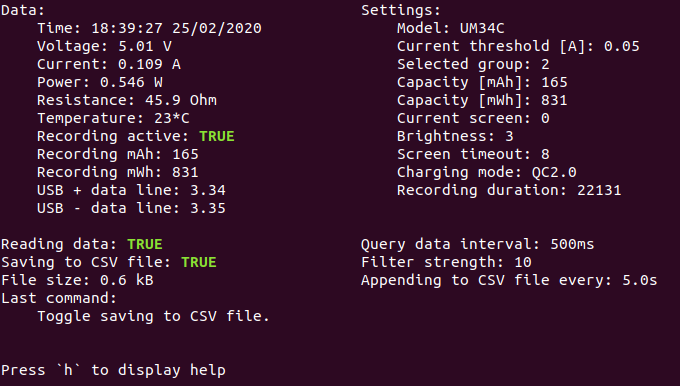 Data:
Time: 18:39:27 25/02/2020
Voltage: 5.01 V
Current: 0.109 A
Power: 0.546 W
Resistance: 45.9 Ohm
Temperature: 23*C
Recording active: TRUE
Recording mAh: 165
Recording mWh: 831
USB + data line: 3.34
USB - data line: 3.35
Settings:
Model: UM34C
Current threshold [A]: 0.05
Selected group: 2
Capacity [mAh]: 165
Capacity [mWh]: 831
Current screen: 0
Brightness: 3
Screen timeout: 8
Charging mode: QC2.0
Recording duration: 22131
Reading data: TRUE
Saving to CSV file: TRUE
File size: 0.6 kB
Last command:
Toggle saving to CSV file.
Query data interval: 500ms
Filter strength: 10
Appending to CSV file every: 5.0s
Press `h` to display help